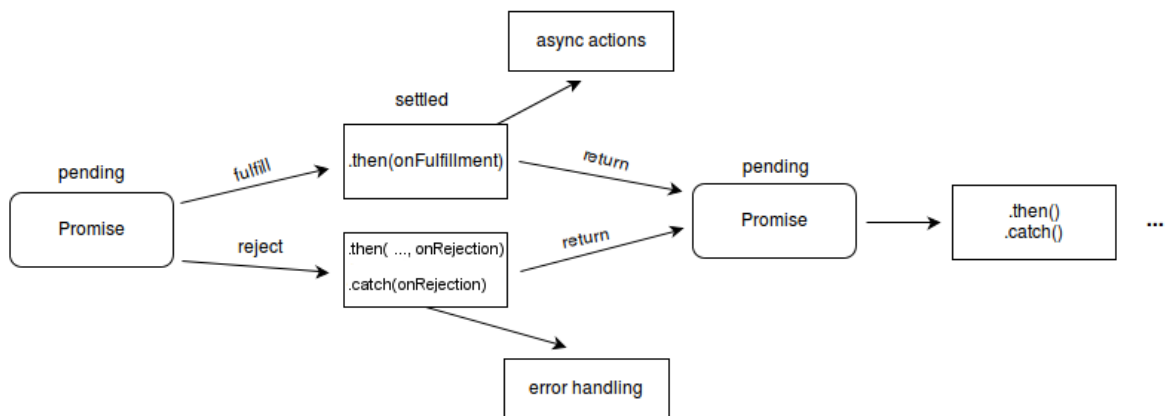 async actions
settled
.then(onFulfillment)
pending
fulfill
return
pending
Promise
Promise
.then()
.catch()
...
reject
.then( ..., onRejection)
.catch(onRejection)
return
error handling